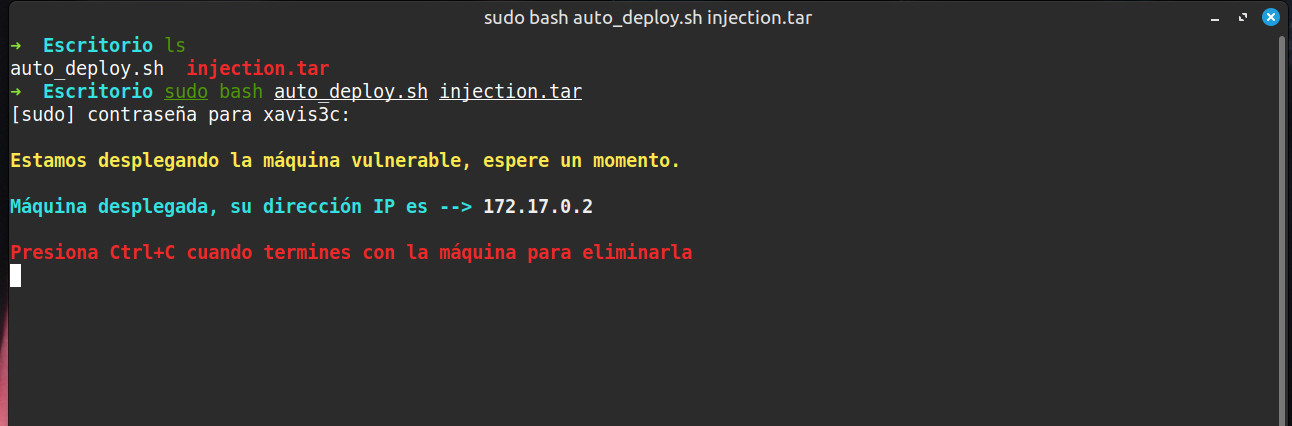 sudo bash auto_deploy.sh injection.tar
→ Escritorio ls
auto_deploy.sh injection.tar
→ Escritorio sudo bash auto_deploy.sh injection.tar
[sudo] contraseña para xavis3c:
Estamos desplegando la máquina vulnerable, espere un momento.
Máquina desplegada, su dirección IP es --> 172.17.0.2
Presiona Ctrl+C cuando termines con la máquina para eliminarla